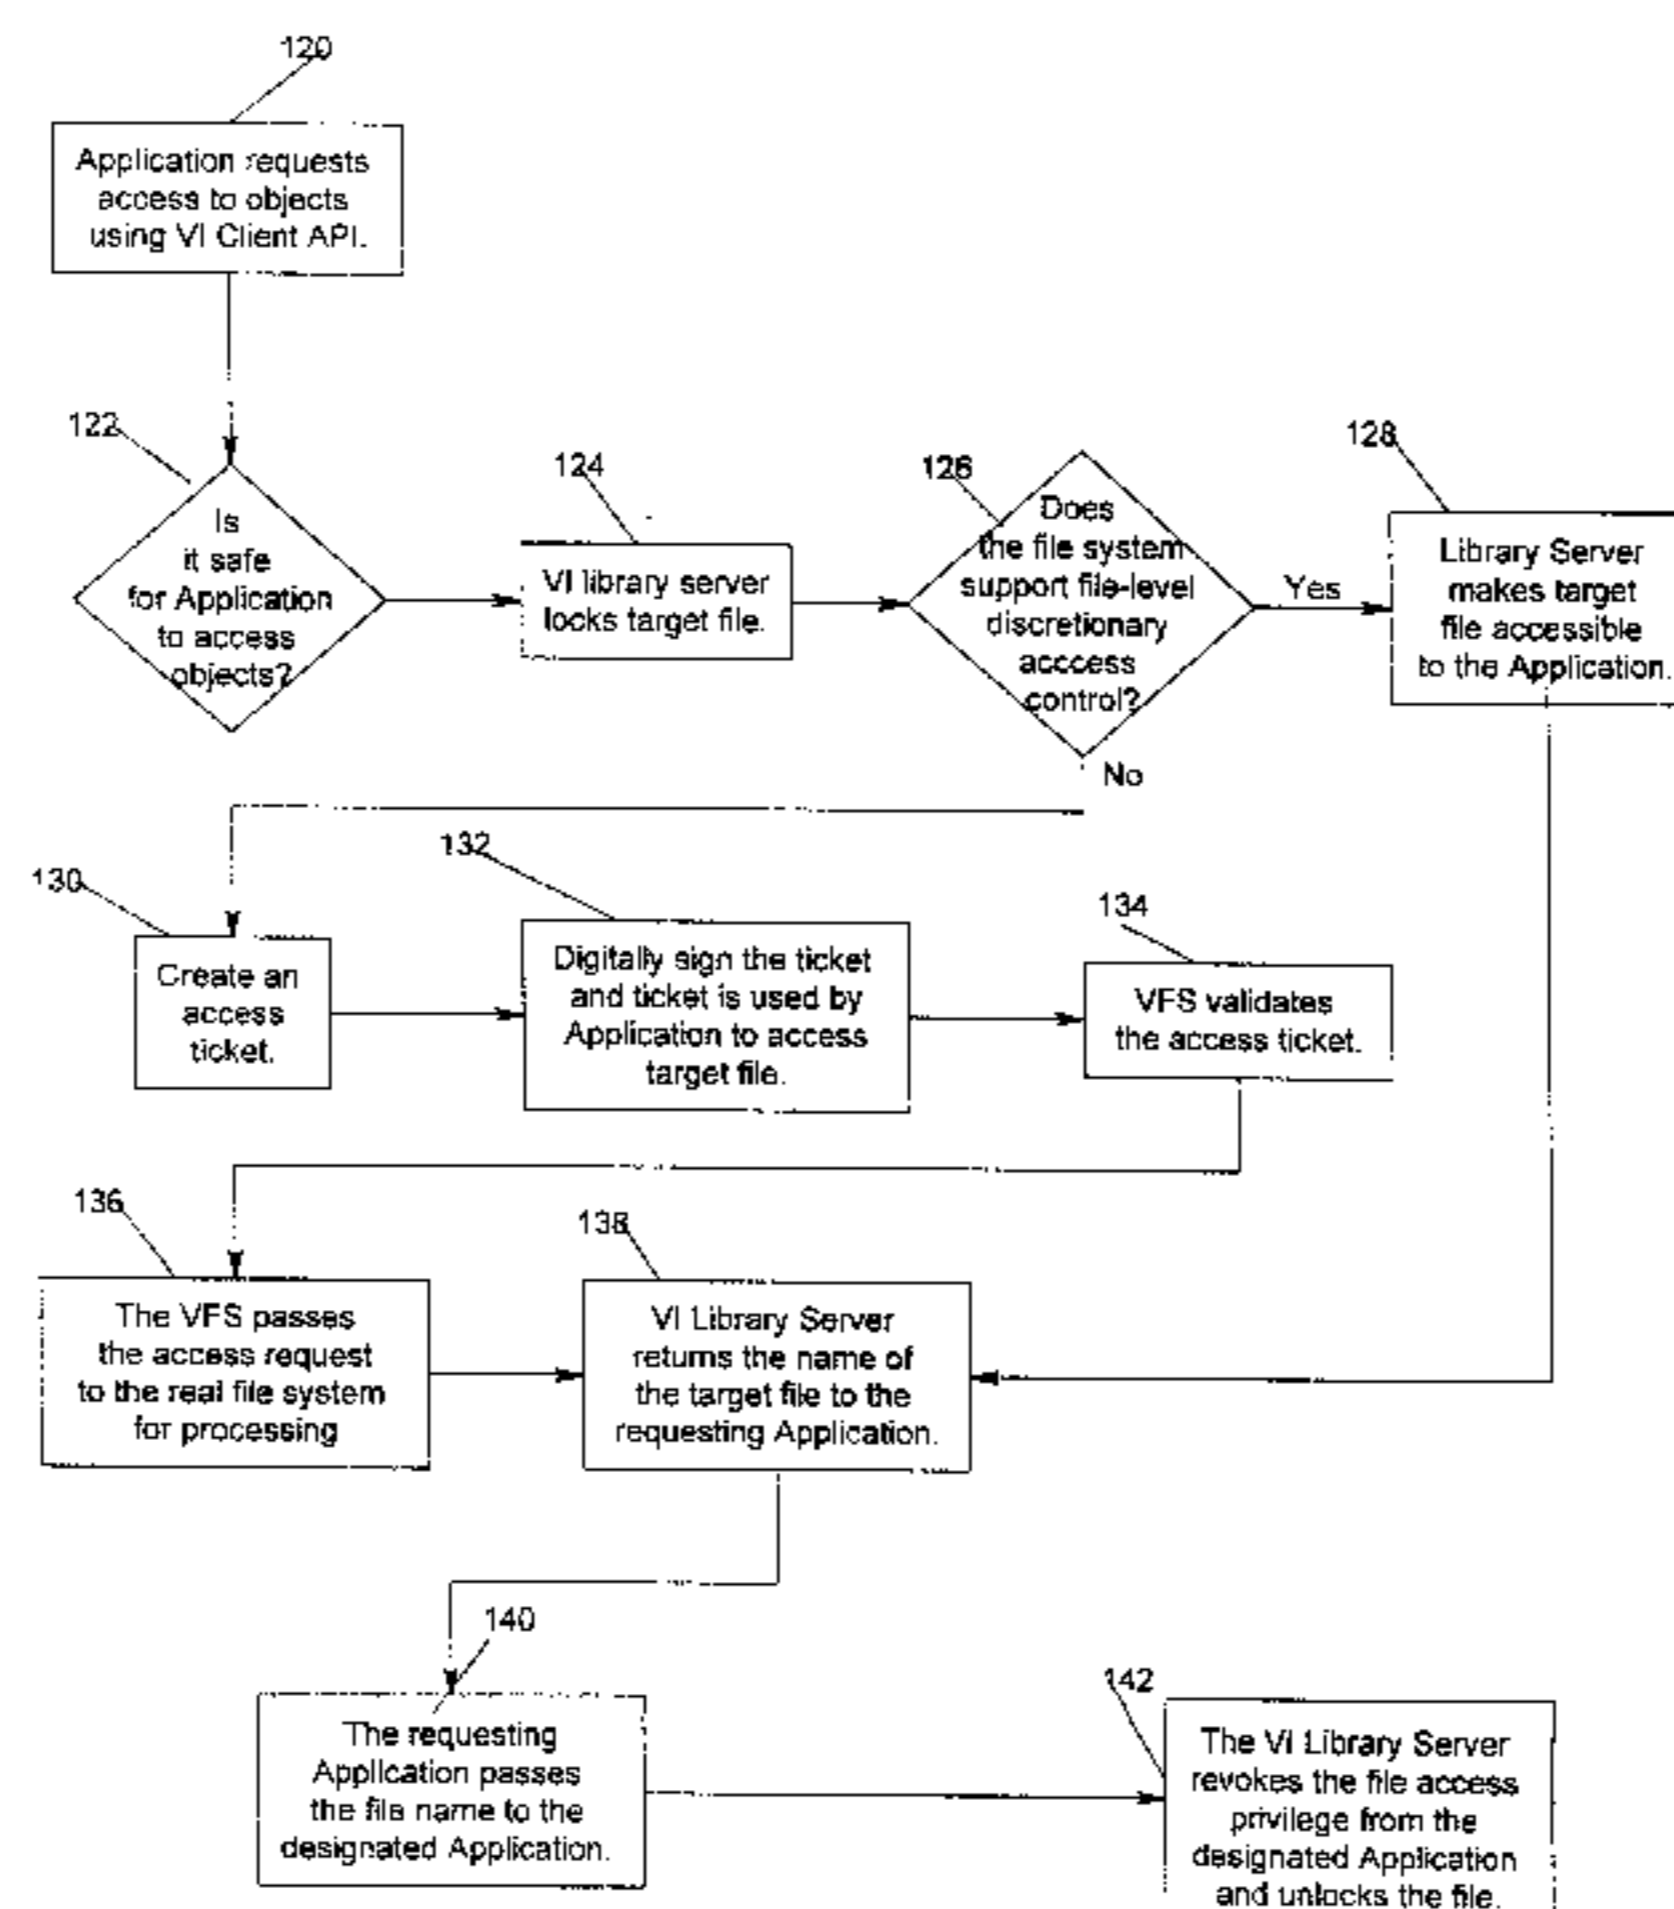 120
Application requests
access to objects
using VI Client API.
122
Is
it safe
for Application
to access
objects?
124
VI library server
locks target file.
126
Does
the file system
support file-level
discretionary
acccess
control?
Yes
No
128
Library Server
makes target
file accessible
to the Application.
130
Create an
access
ticket.
132
Digitally sign the ticket
and ticket is used by
Application to access
target file.
134
VFS validates
the access ticket.
136
The VFS passes
the access request
to the real file system
for processing
138
VI Library Server
returns the name of
the target file to the
requesting Application.
140
The requesting
Application passes
the file name to the
designated Application.
142
The VI Library Server
revokes the file access
privilege from the
designated Application
and unlocks the file.